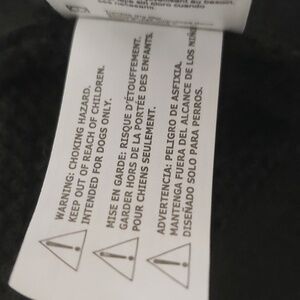 WARNING: CHOKING HAZARD.
KEEP OUT OF REACH OF CHILDREN.
INTENDED FOR DOGS ONLY.
MISE EN GARDE: RISQUE D'ÉTOUFFEMENT.
GARDER HORS DE LA PORTÉE DES ENFANTS.
POUR CHIENS SEULEMENT.
ADVERTENCIA: PELIGRO DE ASFIXIA.
MANTENGA FUERA DEL ALCANCE DE LOS NIÑOS
DISEÑADO SOLO PARA PERROS.